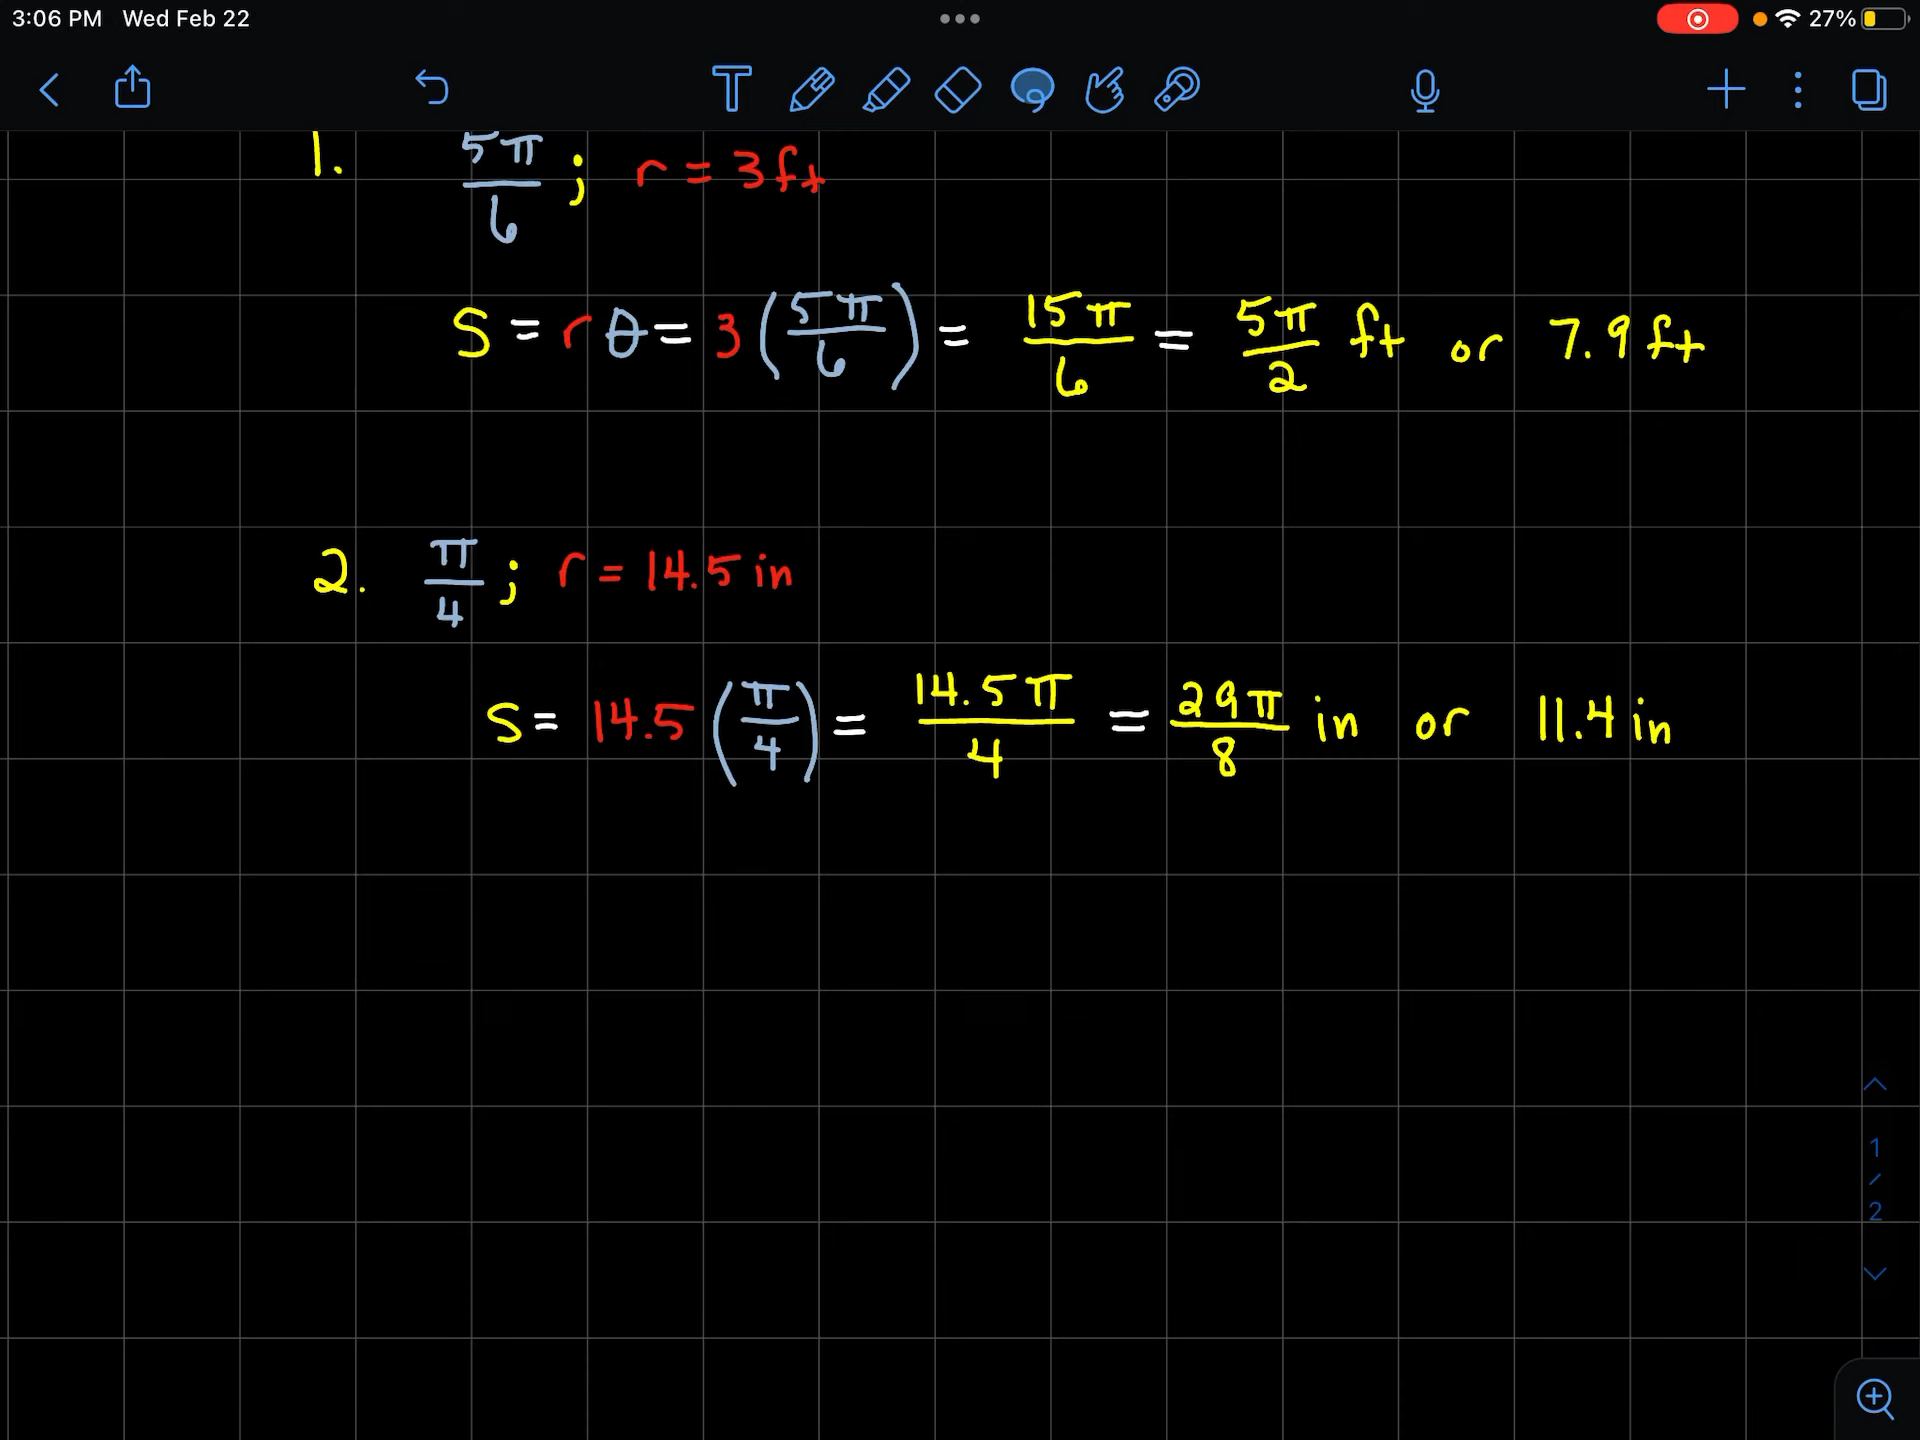 3:06 PM Wed Feb 22 27%
1. 5π/6 ; r = 3 ft
S = r θ = 3 (5π/6) = 15π/6 = 5π/2 ft or 7.9 ft
2. π/4 ; r = 14.5 in
S = 14.5 (π/4) = 14.5π/4 = 29π/8 in or 11.4 in
1
/
2